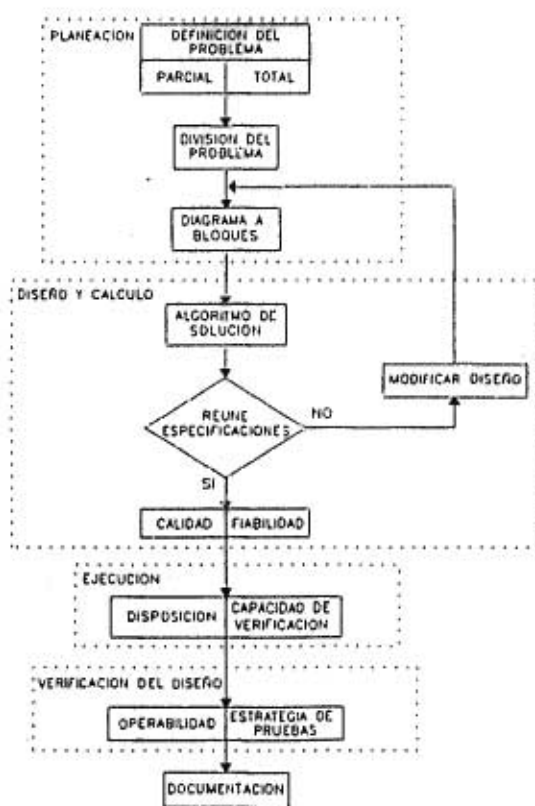 PLANEACION
DEFINICION DEL
PROBLEMA
PARCIAL TOTAL
DIVISION DEL
PROBLEMA
DIAGRAMA A
BLOQUES
DISEÑO Y CALCULO
ALGORITMO DE
SOLUCION
MODIFICAR DISEÑO
REUNE
ESPECIFICACIONES
NO
SI
CALIDAD FIABILIDAD
EJECUCION
DISPOSICION
CAPACIDAD DE
VERIFICACION
VERIFICACION DEL DISEÑO
OPERABILIDAD
ESTRATEGIA DE
PRUEBAS
DOCUMENTACION